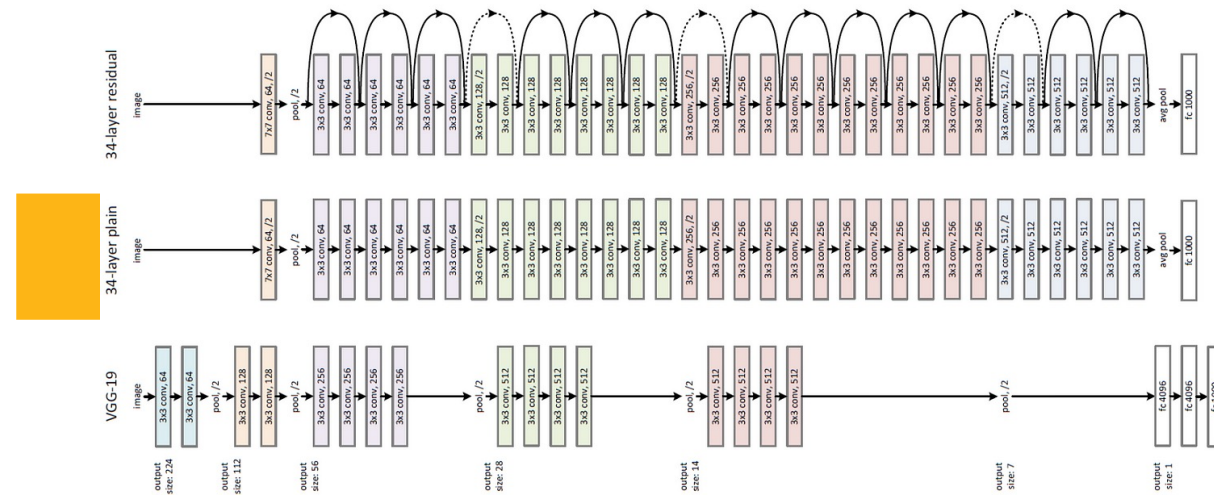 34-layer residual
image
7x7 conv, 64, /2
pool, /2
3x3 conv, 64
3x3 conv, 64
3x3 conv, 64
3x3 conv, 64
3x3 conv, 64
3x3 conv, 64
3x3 conv, 128, /2
3x3 conv, 128
3x3 conv, 128
3x3 conv, 128
3x3 conv, 128
3x3 conv, 128
3x3 conv, 128
3x3 conv, 128
3x3 conv, 256, /2
3x3 conv, 256
3x3 conv, 256
3x3 conv, 256
3x3 conv, 256
3x3 conv, 256
3x3 conv, 256
3x3 conv, 256
3x3 conv, 256
3x3 conv, 256
3x3 conv, 256
3x3 conv, 256
3x3 conv, 512, /2
3x3 conv, 512
3x3 conv, 512
3x3 conv, 512
3x3 conv, 512
3x3 conv, 512
avg pool
fc 1000
34-layer plain
image
7x7 conv, 64, /2
pool, /2
3x3 conv, 64
3x3 conv, 64
3x3 conv, 64
3x3 conv, 64
3x3 conv, 64
3x3 conv, 64
3x3 conv, 128, /2
3x3 conv, 128
3x3 conv, 128
3x3 conv, 128
3x3 conv, 128
3x3 conv, 128
3x3 conv, 128
3x3 conv, 128
3x3 conv, 256, /2
3x3 conv, 256
3x3 conv, 256
3x3 conv, 256
3x3 conv, 256
3x3 conv, 256
3x3 conv, 256
3x3 conv, 256
3x3 conv, 256
3x3 conv, 256
3x3 conv, 256
3x3 conv, 256
3x3 conv, 512, /2
3x3 conv, 512
3x3 conv, 512
3x3 conv, 512
3x3 conv, 512
3x3 conv, 512
avg pool
fc 1000
VGG-19
image
3x3 conv, 64
3x3 conv, 64
pool, /2
3x3 conv, 128
3x3 conv, 128
pool, /2
3x3 conv, 256
3x3 conv, 256
3x3 conv, 256
3x3 conv, 256
pool, /2
3x3 conv, 512
3x3 conv, 512
3x3 conv, 512
3x3 conv, 512
pool, /2
3x3 conv, 512
3x3 conv, 512
3x3 conv, 512
3x3 conv, 512
pool, /2
fc 4096
fc 4096
output
size: 224
output
size: 112
output
size: 56
output
size: 28
output
size: 14
output
size: 7
output
size: 1